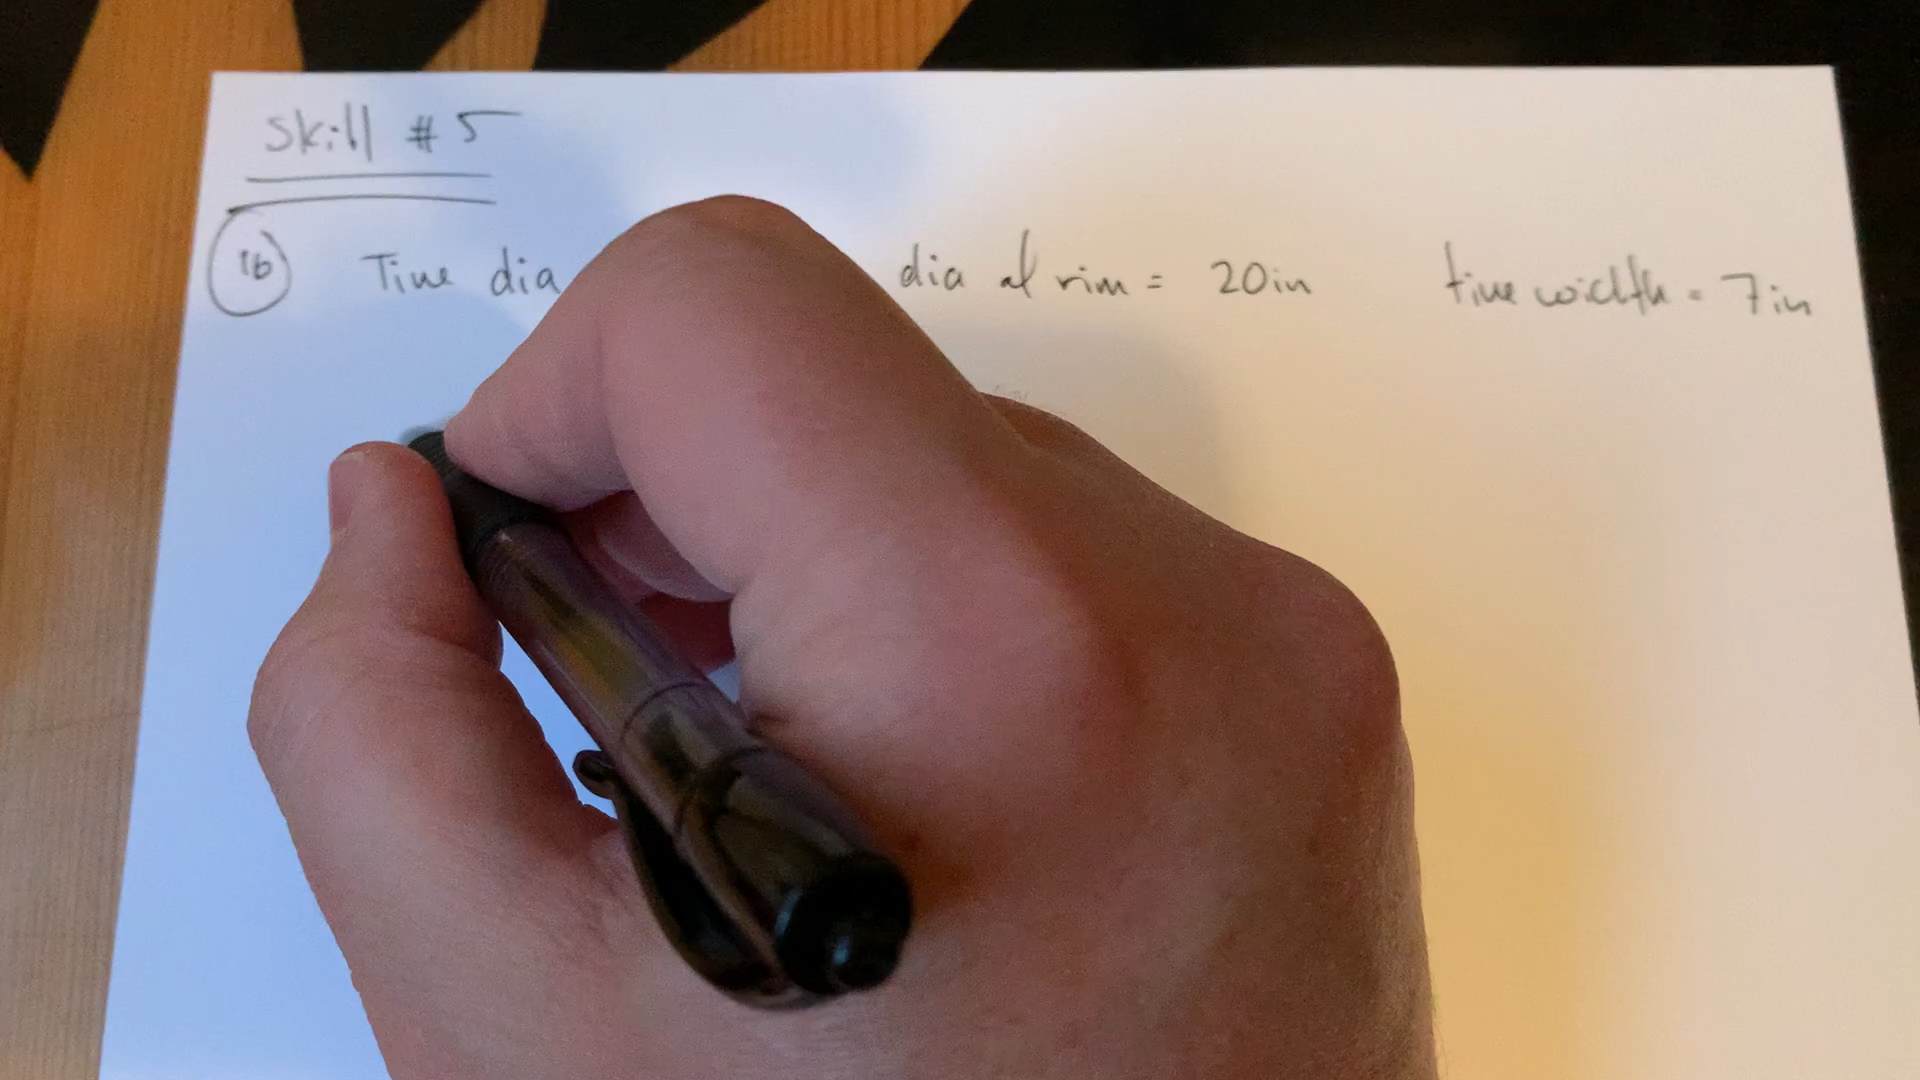 Skill #5
16 Tire dia dia of rim = 20in tire width = 7in